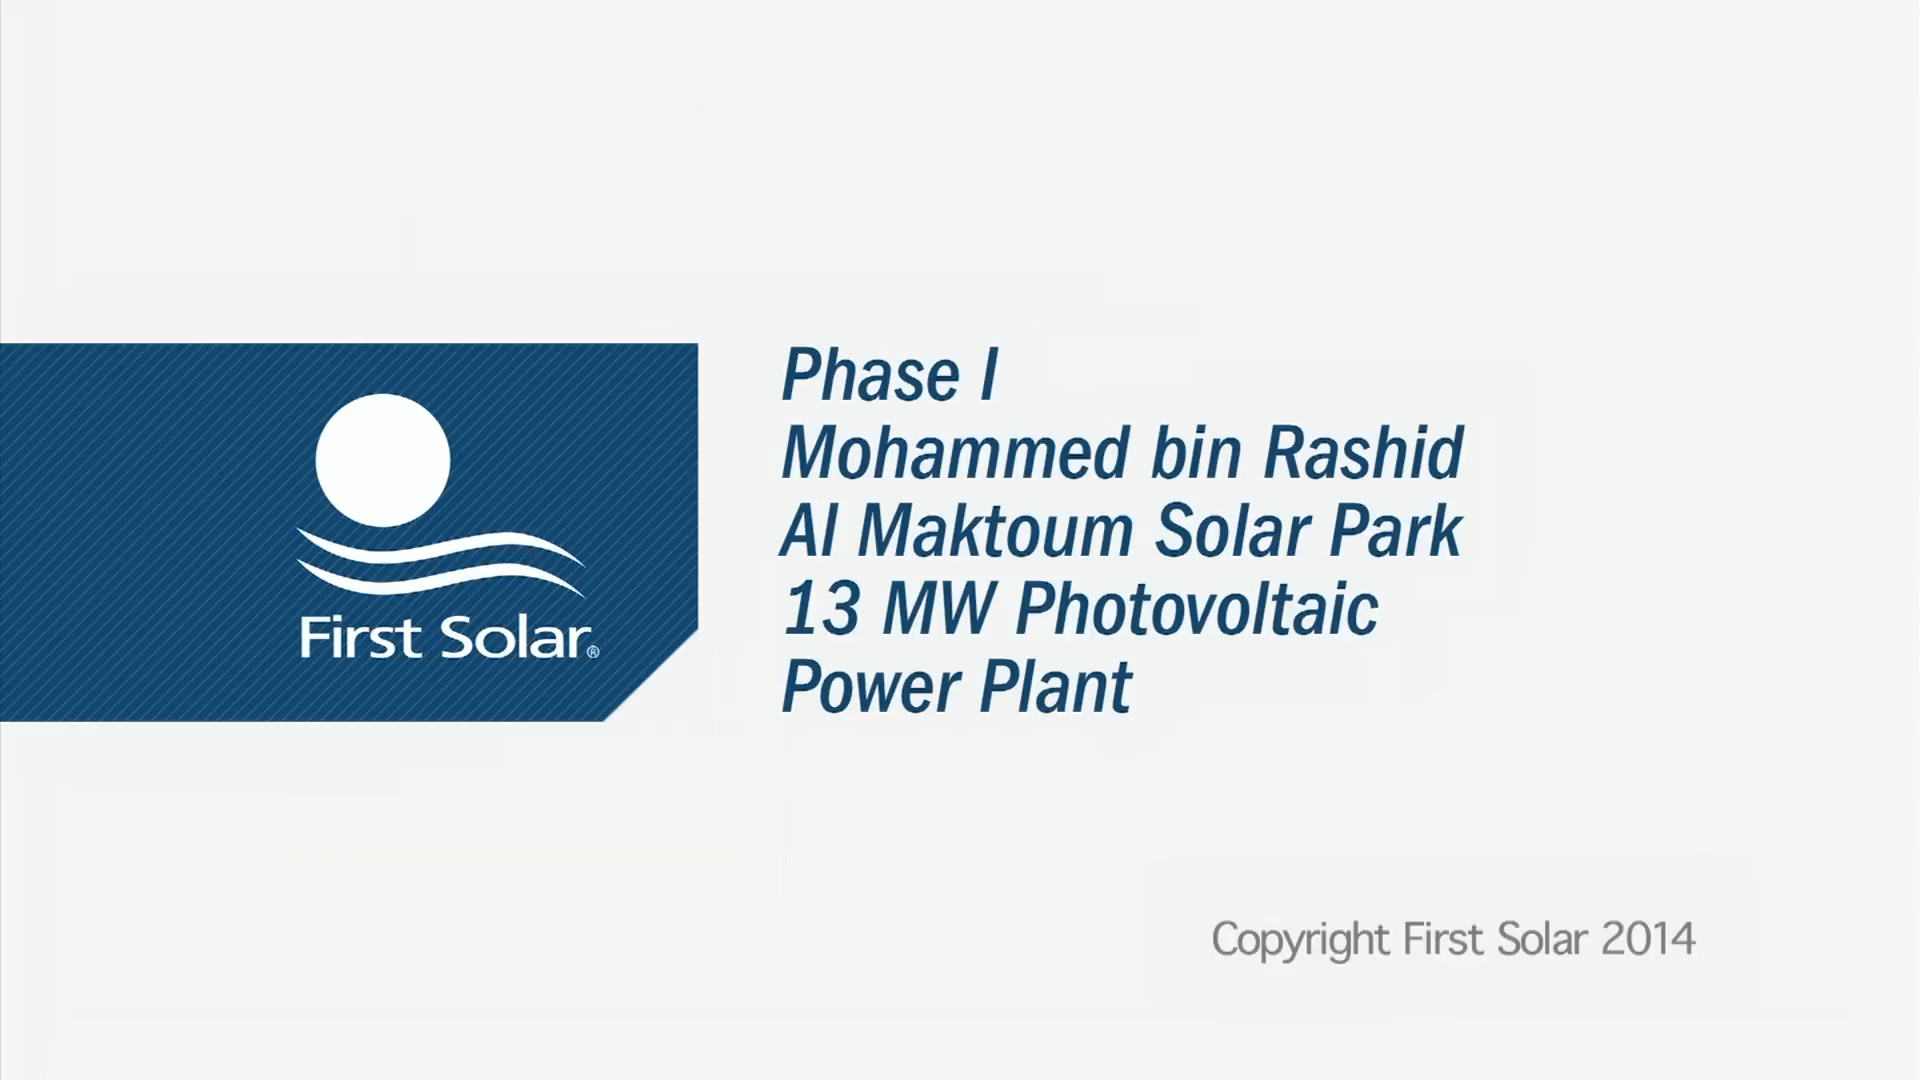 First Solar®
Phase I
Mohammed bin Rashid
Al Maktoum Solar Park
13 MW Photovoltaic
Power Plant
Copyright First Solar 2014